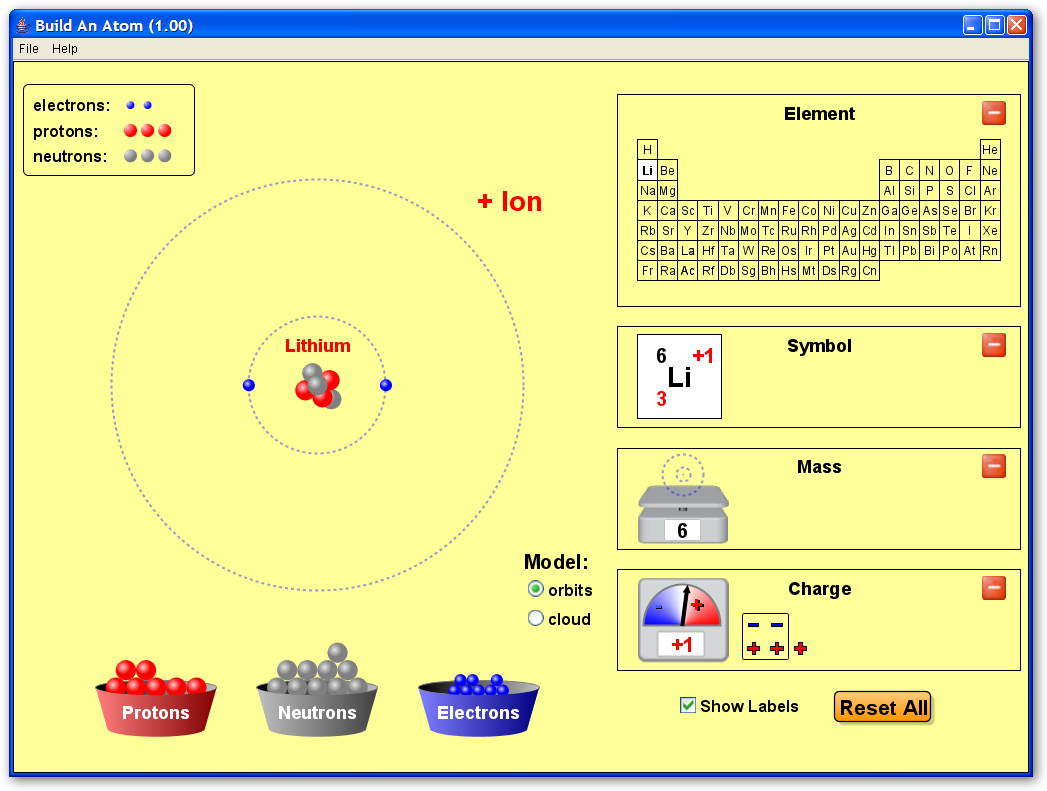 Build An Atom (1.00)
File Help
electrons:
protons:
neutrons:
+ Ion
Lithium
Model:
orbits
cloud
Protons
Neutrons
Electrons
Element
H He
Li Be B C N O F Ne
Na Mg Al Si P S Cl Ar
K Ca Sc Ti V Cr Mn Fe Co Ni Cu Zn Ga Ge As Se Br Kr
Rb Sr Y Zr Nb Mo Tc Ru Rh Pd Ag Cd In Sn Sb Te I Xe
Cs Ba La Hf Ta W Re Os Ir Pt Au Hg Tl Pb Bi Po At Rn
Fr Ra Ac Rf Db Sg Bh Hs Mt Ds Rg Cn
Symbol
6 +1
Li
3
Mass
6
Charge
- +
+1
- -
+ + +
Show Labels
Reset All